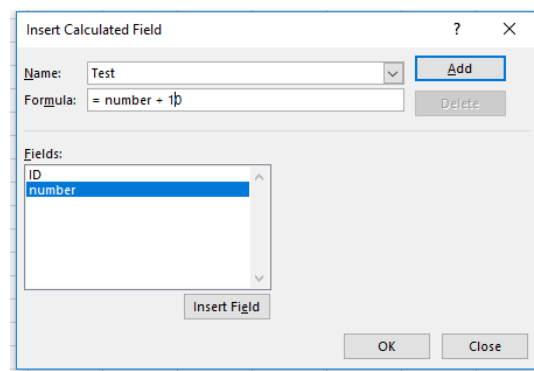 Insert Calculated Field ? ×
Name: Test Add
Formula: = number + 10 Delete
Fields:
ID
number
Insert Field
OK Close